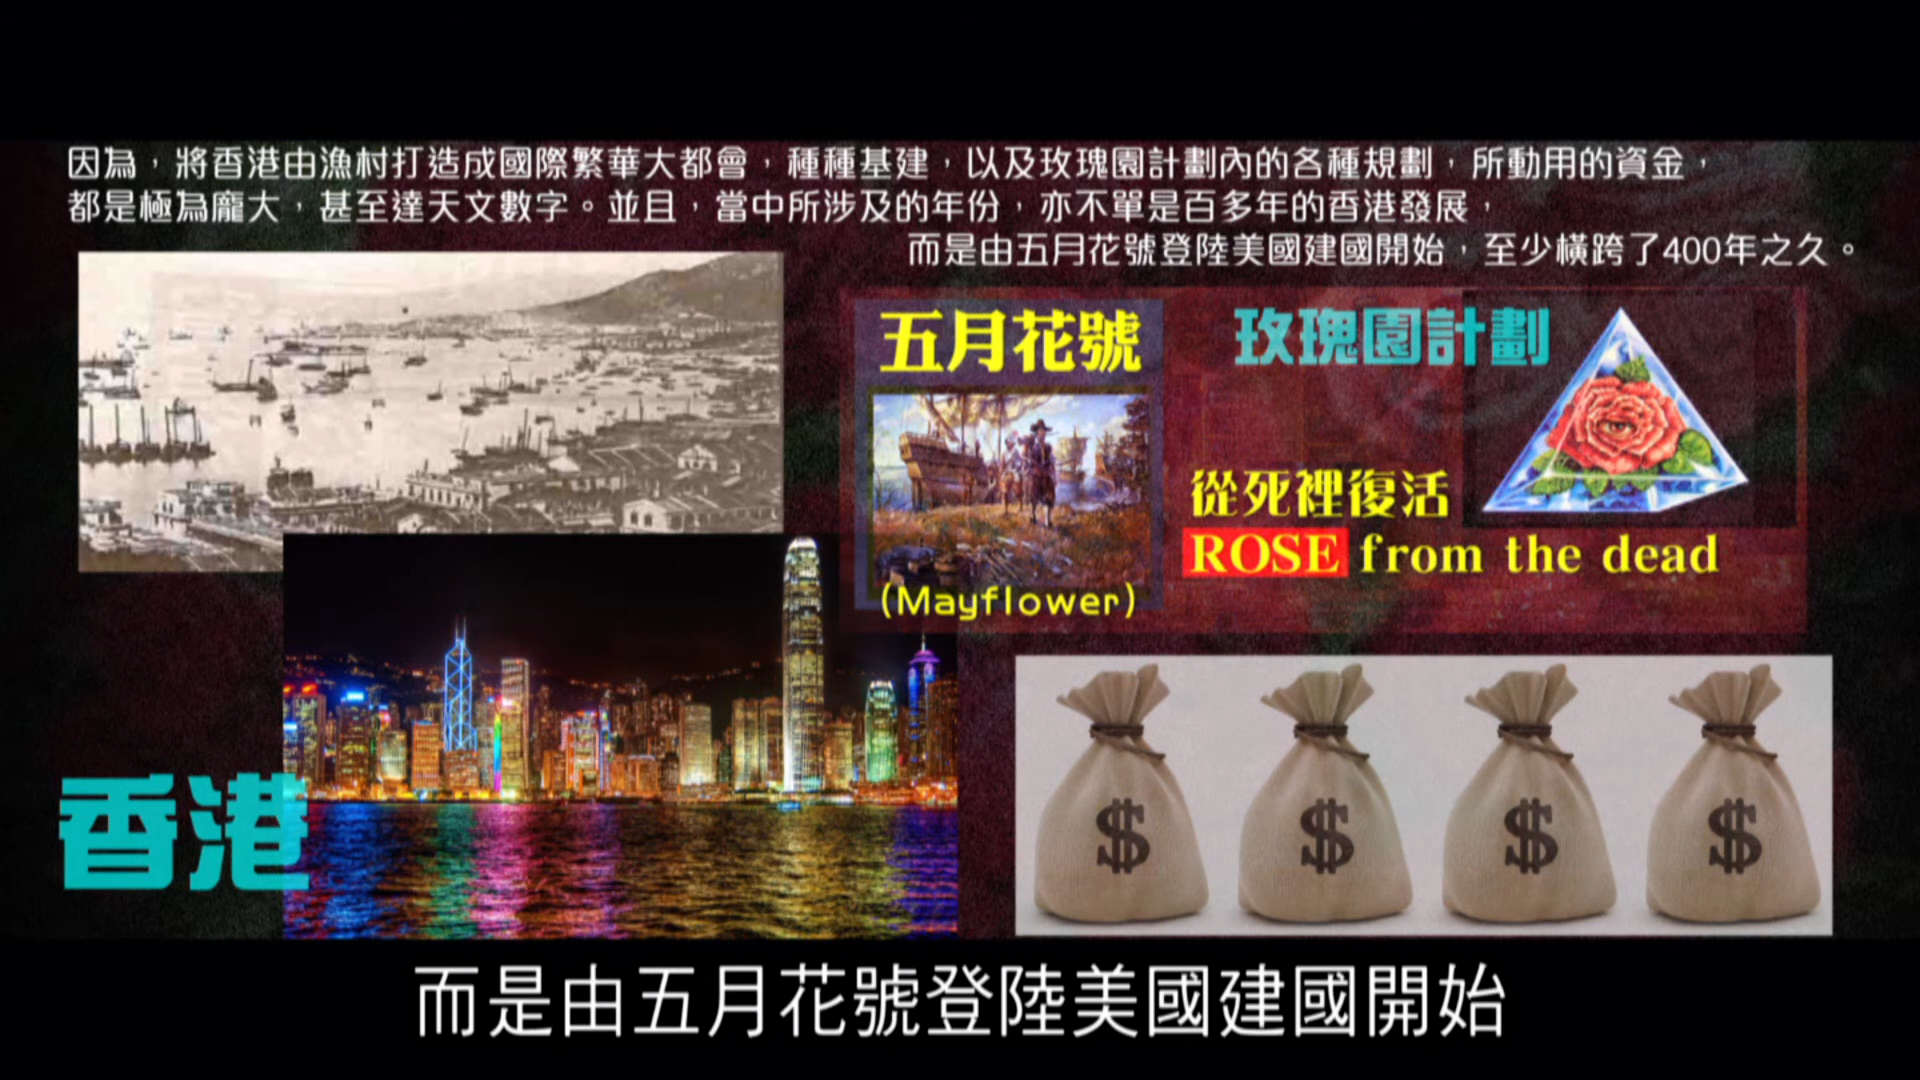 因為，將香港由漁村打造成國際繁華大都會，種種基建，以及玫瑰園計劃內的各種規劃，所動用的資金，
都是極為龐大，甚至達天文數字。並且，當中所涉及的年份，亦不單是百多年的香港發展，
而是由五月花號登陸美國建國開始，至少橫跨了400年之久。
五月花號
玫瑰園計劃
從死裡復活
ROSE from the dead
(Mayflower)
香港
$ $ $ $
而是由五月花號登陸美國建國開始